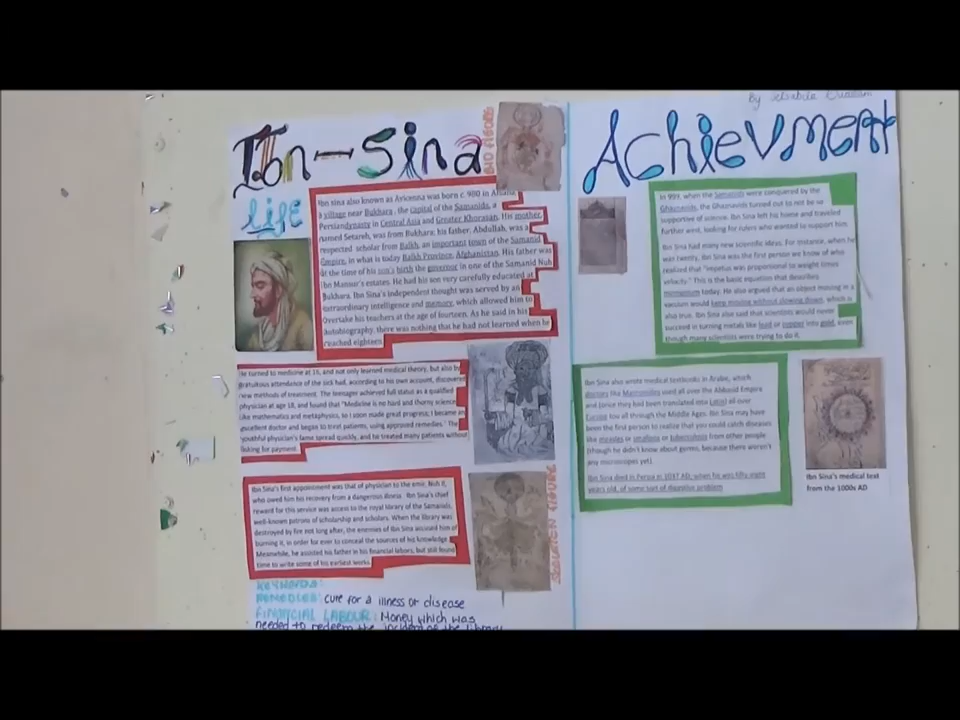 Ibn-Sina
BIO FIGURE
Life
Ibn sina also known as Avicenna was born c. 980 in
a village near Bukhara, the capital of the Samanids, a
Persiandynasty in Central Asia and Greater Khorasan. His mother,
named Setareh, was from Bukhara; his father, Abdullah, was a
respected scholar from Balkh, an important town of the Samanid
Empire, in what is today Balkh Province, Afghanistan. His father was
at the time of his son's birth the governor in one of the Samanid Nuh
Ibn Mansur's estates. He had his son very carefully educated at
Bukhara. Ibn Sina's independent thought was served by an
extraordinary intelligence and memory, which allowed him to
Overtake his teachers at the age of fourteen. As he said in his
autobiography, there was nothing that he had not learned when he
reached eighteen.
He turned to medicine at 16, and not only learned medical theory, but also by
gratuitous attendance of the sick had, according to his own account, discovered
new methods of treatment. The teenager achieved full status as a qualified
physician at age 18, and found that "Medicine is no hard and thorny science,
like mathematics and metaphysics, so I soon made great progress; I became an
excellent doctor and began to treat patients, using approved remedies." The
youthful physician's fame spread quickly, and he treated many patients without
asking for payment.
Ibn Sina's first appointment was that of physician to the emir, Nuh II,
who owed him his recovery from a dangerous illness. Ibn Sina's chief
reward for this service was access to the royal library of the Samanids,
well-known patrons of scholarship and scholars. When the library was
destroyed by fire not long after, the enemies of Ibn Sina accused him of
burning it, in order for ever to conceal the sources of his knowledge.
Meanwhile, he assisted his father in his financial labors, but still found
time to write some of his earliest works.
SKELETON FIGURE
KEYWORDS:
REMEDIES: cure for a illness or disease
FINANCIAL LABOUR: Money which was
needed to redeem the incident of the library
By
Achievment
In 999, when the Samanids were conquered by the
Ghaznavids, the Ghaznavids turned out to not be so
supportive of science. Ibn Sina left his home and traveled
further west, looking for rulers who wanted to support him.
Ibn Sina had many new scientific ideas. For instance, when he
was twenty, Ibn Sina was the first person we know of who
realized that "impetus was proportional to weight times
velocity." This is the basic equation that describes
momentum today. He also argued that an object moving in a
vacuum would keep moving without slowing down, which is
also true. Ibn Sina also said that scientists would never
succeed in turning metals like lead or copper into gold, even
though many scientists were trying to do it.
Ibn Sina also wrote medical textbooks in Arabic, which
doctors like Maimonides used all over the Abbasid Empire
and (once they had been translated into Latin) all over
Europe too all through the Middle Ages. Ibn Sina may have
been the first person to realize that you could catch diseases
like measles or smallpox or tuberculosis from other people
(though he didn't know about germs, because there weren't
any microscopes yet).
Ibn Sina died in Persia in 1037 AD, when he was fifty-eight
years old, of some sort of digestive problem
Ibn Sina's medical text
from the 1000s AD